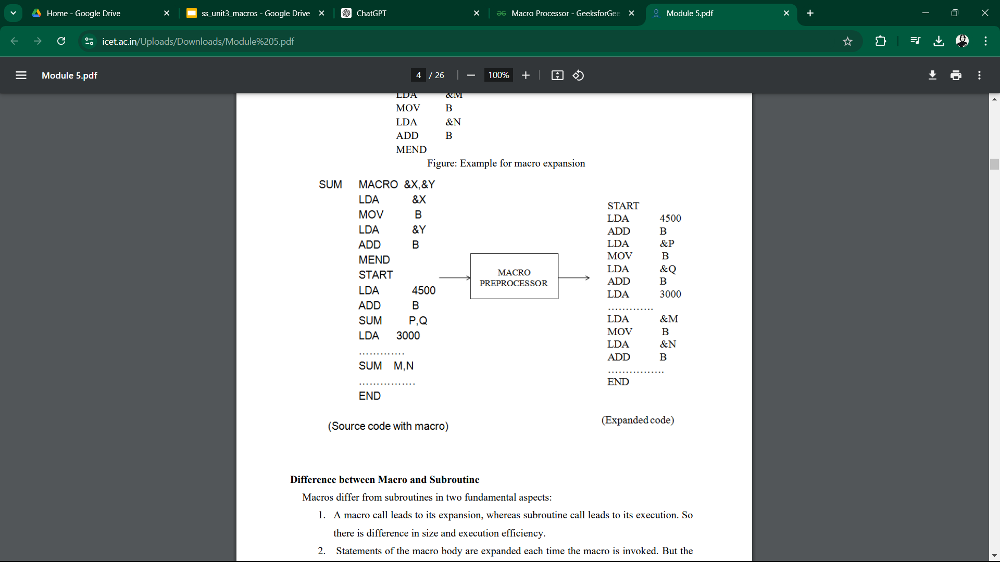 Home - Google Drive
ss_unit3_macros - Google Drive
ChatGPT
Macro Processor - GeeksforGee
Module 5.pdf
icet.ac.in/Uploads/Downloads/Module%205.pdf
Module 5.pdf
4 / 26
100%
LDA &M
MOV B
LDA &N
ADD B
MEND
Figure: Example for macro expansion
SUM MACRO &X,&Y
LDA &X
MOV B
LDA &Y
ADD B
MEND
START
LDA 4500
ADD B
SUM P,Q
LDA 3000
………….
SUM M,N
…………….
END
(Source code with macro)
MACRO
PREPROCESSOR
START
LDA 4500
ADD B
LDA &P
MOV B
LDA &Q
ADD B
LDA 3000
………….
LDA &M
MOV B
LDA &N
ADD B
…………….
END
(Expanded code)
Difference between Macro and Subroutine
Macros differ from subroutines in two fundamental aspects:
1. A macro call leads to its expansion, whereas subroutine call leads to its execution. So
there is difference in size and execution efficiency.
2. Statements of the macro body are expanded each time the macro is invoked. But the